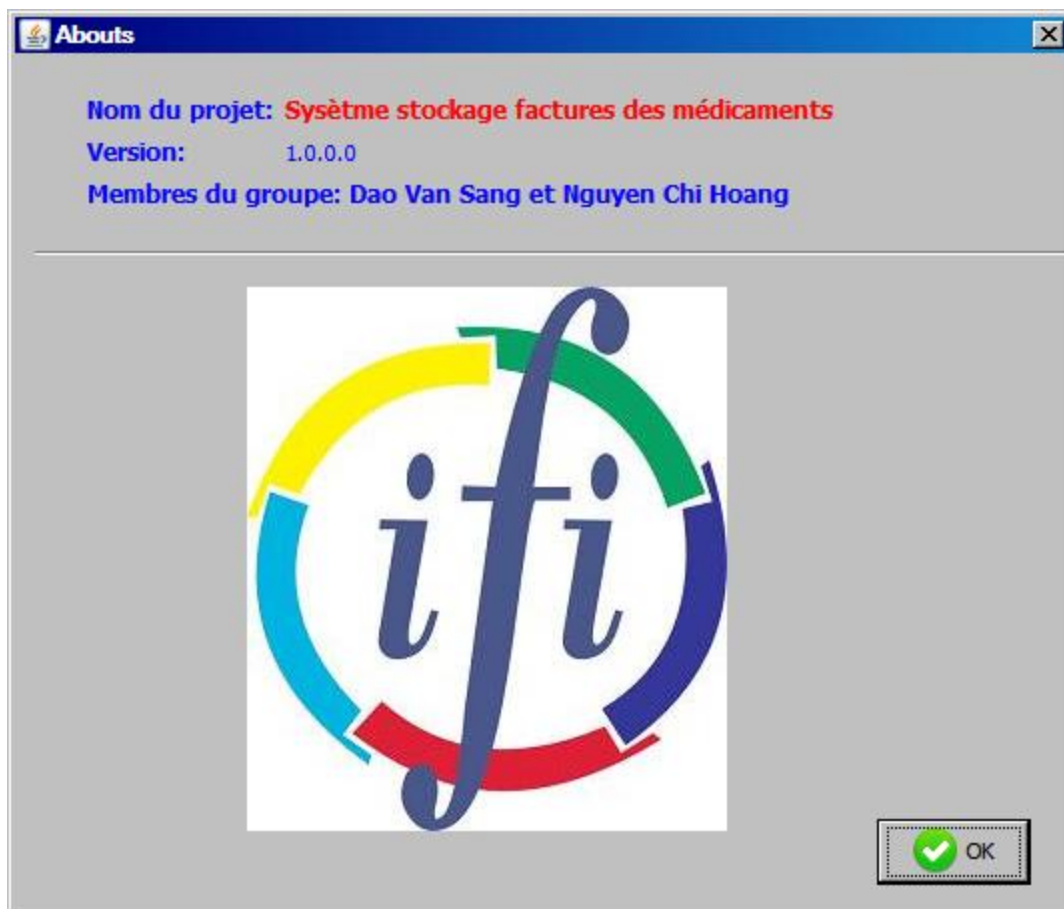 Abouts
Nom du projet: Sysètme stockage factures des médicaments
Version: 1.0.0.0
Membres du groupe: Dao Van Sang et Nguyen Chi Hoang
ifi
OK